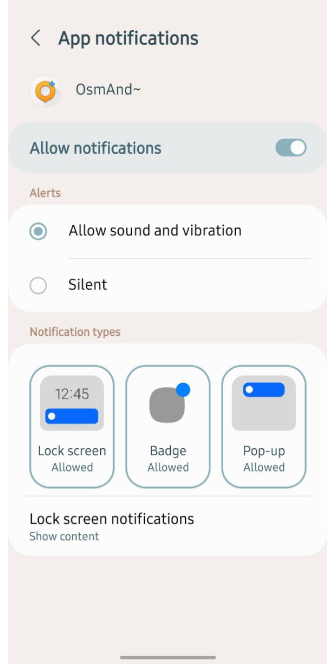 App notifications
OsmAnd~
Allow notifications
Alerts
Allow sound and vibration
Silent
Notification types
12:45
Lock screen
Allowed
Badge
Allowed
Pop-up
Allowed
Lock screen notifications
Show content